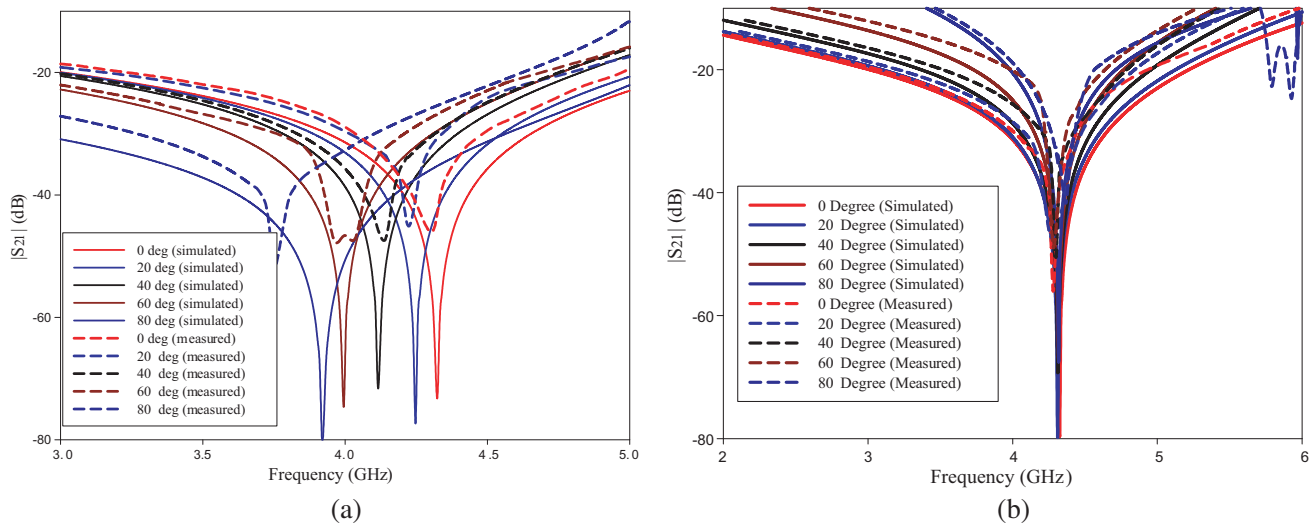 (a)
-20
-40
-60
-80
|S21| (dB)
0 deg (simulated)
20 deg (simulated)
40 deg (simulated)
60 deg (simulated)
80 deg (simulated)
0 deg (measured)
20 deg (measured)
40 deg (measured)
60 deg (measured)
80 deg (measured)
3.0 3.5 4.0 4.5 5.0
Frequency (GHz)
(a)
(b)
-20
-40
-60
-80
|S21| (dB)
0 Degree (Simulated)
20 Degree (Simulated)
40 Degree (Simulated)
60 Degree (Simulated)
80 Degree (Simulated)
0 Degree (Measured)
20 Degree (Measured)
40 Degree (Measured)
60 Degree (Measured)
80 Degree (Measured)
2 3 4 5 6
Frequency (GHz)
(b)